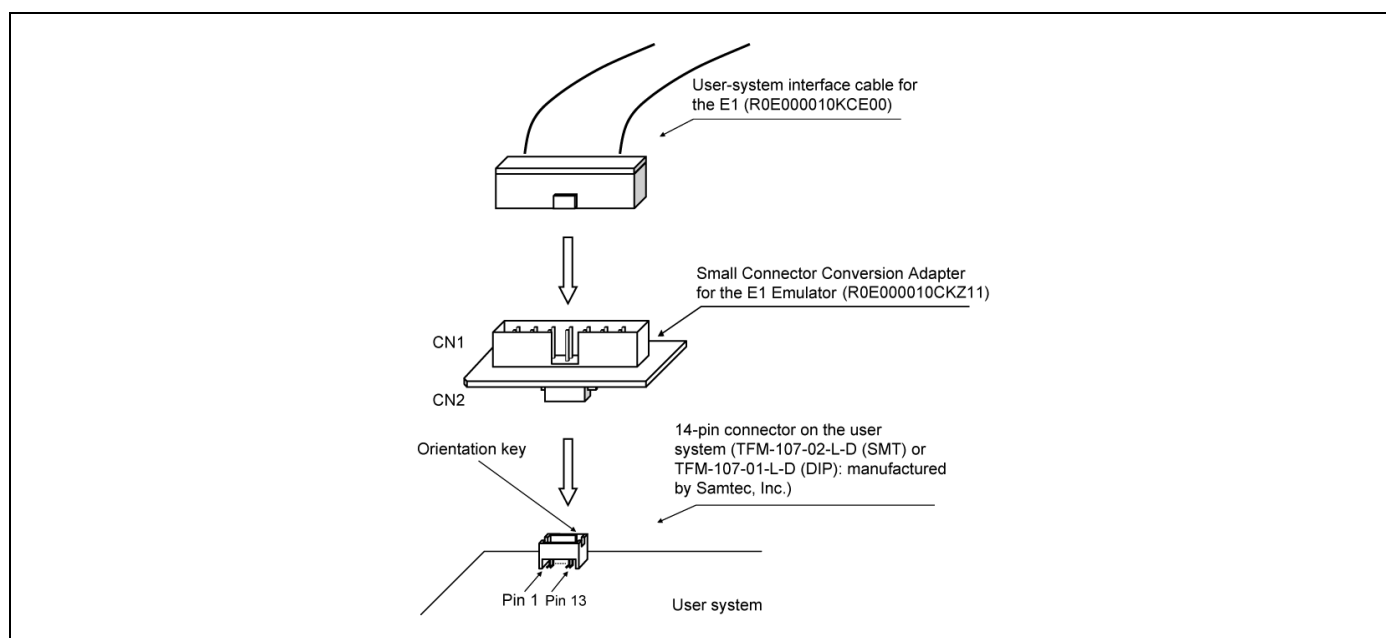 User-system interface cable for
the E1 (R0E000010KCE00)
Small Connector Conversion Adapter
for the E1 Emulator (R0E000010CKZ11)
CN1
CN2
14-pin connector on the user
system (TFM-107-02-L-D (SMT) or
TFM-107-01-L-D (DIP): manufactured
by Samtec, Inc.)
Orientation key
Pin 1 Pin 13
User system